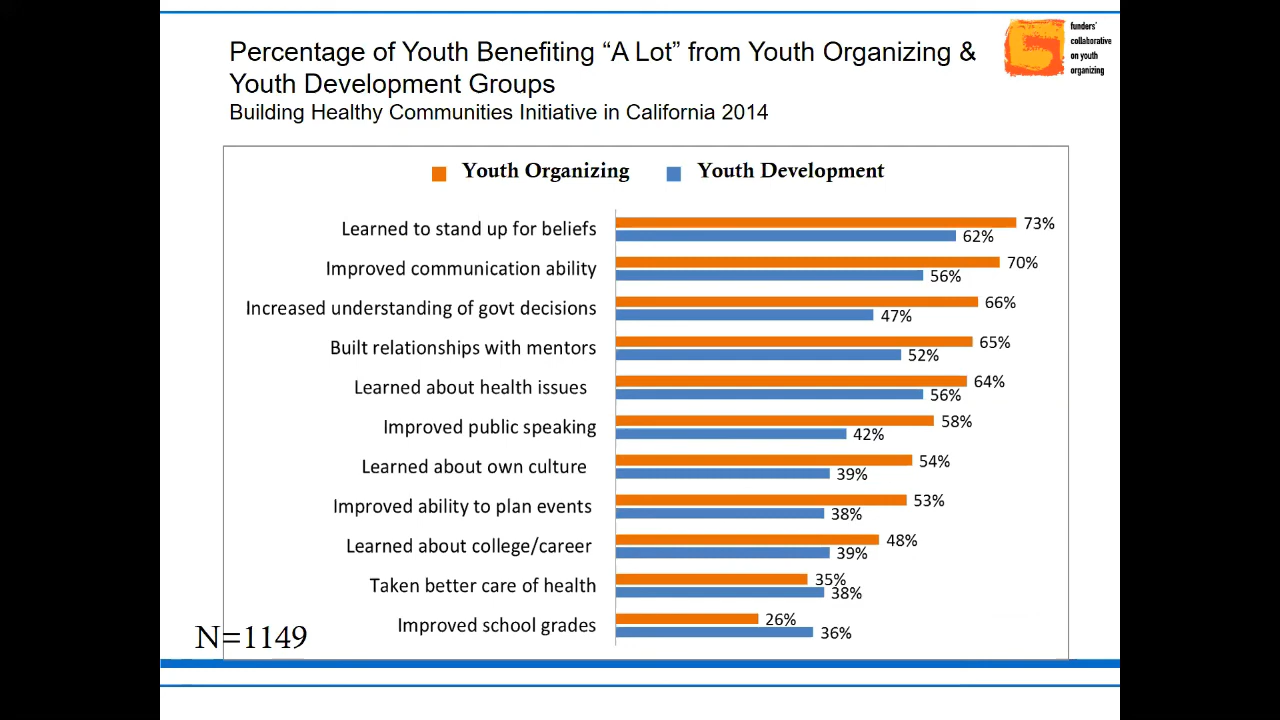 Percentage of Youth Benefiting “A Lot” from Youth Organizing &
Youth Development Groups
Building Healthy Communities Initiative in California 2014
funders'
collaborative
on youth
organizing
Youth Organizing Youth Development
Learned to stand up for beliefs 73% 62%
Improved communication ability 70% 56%
Increased understanding of govt decisions 66% 47%
Built relationships with mentors 65% 52%
Learned about health issues 64% 56%
Improved public speaking 58% 42%
Learned about own culture 54% 39%
Improved ability to plan events 53% 38%
Learned about college/career 48% 39%
Taken better care of health 35% 38%
Improved school grades 26% 36%
N=1149